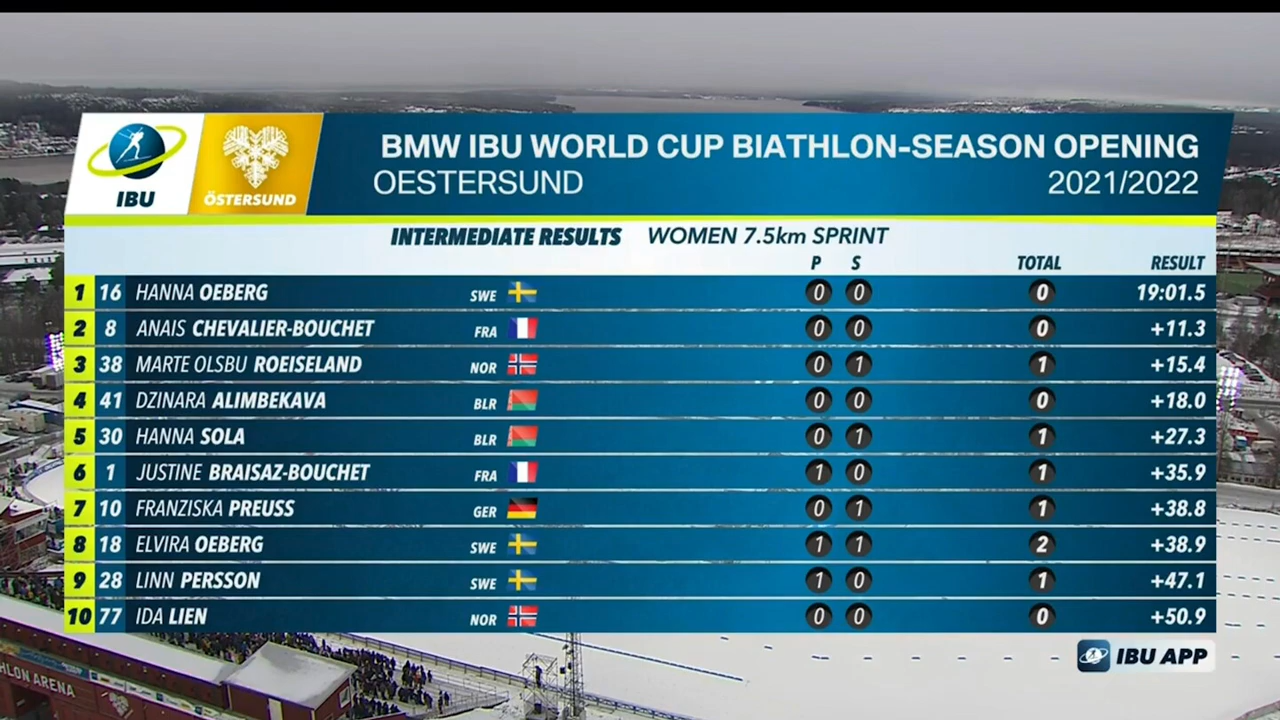 IBU
ÖSTERSUND
BMW IBU WORLD CUP BIATHLON-SEASON OPENING
OESTERSUND 2021/2022
INTERMEDIATE RESULTS WOMEN 7.5km SPRINT
P S TOTAL RESULT
1 16 HANNA OEBERG SWE 0 0 0 19:01.5
2 8 ANAIS CHEVALIER-BOUCHET FRA 0 0 0 +11.3
3 38 MARTE OLSBU ROEISELAND NOR 0 1 1 +15.4
4 41 DZINARA ALIMBEKAVA BLR 0 0 0 +18.0
5 30 HANNA SOLA BLR 0 1 1 +27.3
6 1 JUSTINE BRAISAZ-BOUCHET FRA 1 0 1 +35.9
7 10 FRANZISKA PREUSS GER 0 1 1 +38.8
8 18 ELVIRA OEBERG SWE 1 1 2 +38.9
9 28 LINN PERSSON SWE 1 0 1 +47.1
10 77 IDA LIEN NOR 0 0 0 +50.9
IBU APP
HLON ARENA